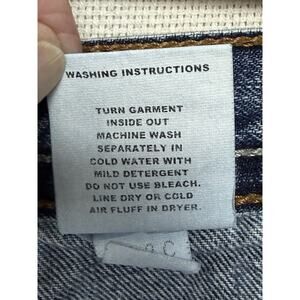 WASHING INSTRUCTIONS
TURN GARMENT
INSIDE OUT
MACHINE WASH
SEPARATELY IN
COLD WATER WITH
MILD DETERGENT
DO NOT USE BLEACH.
LINE DRY OR COLD
AIR FLUFF IN DRYER.